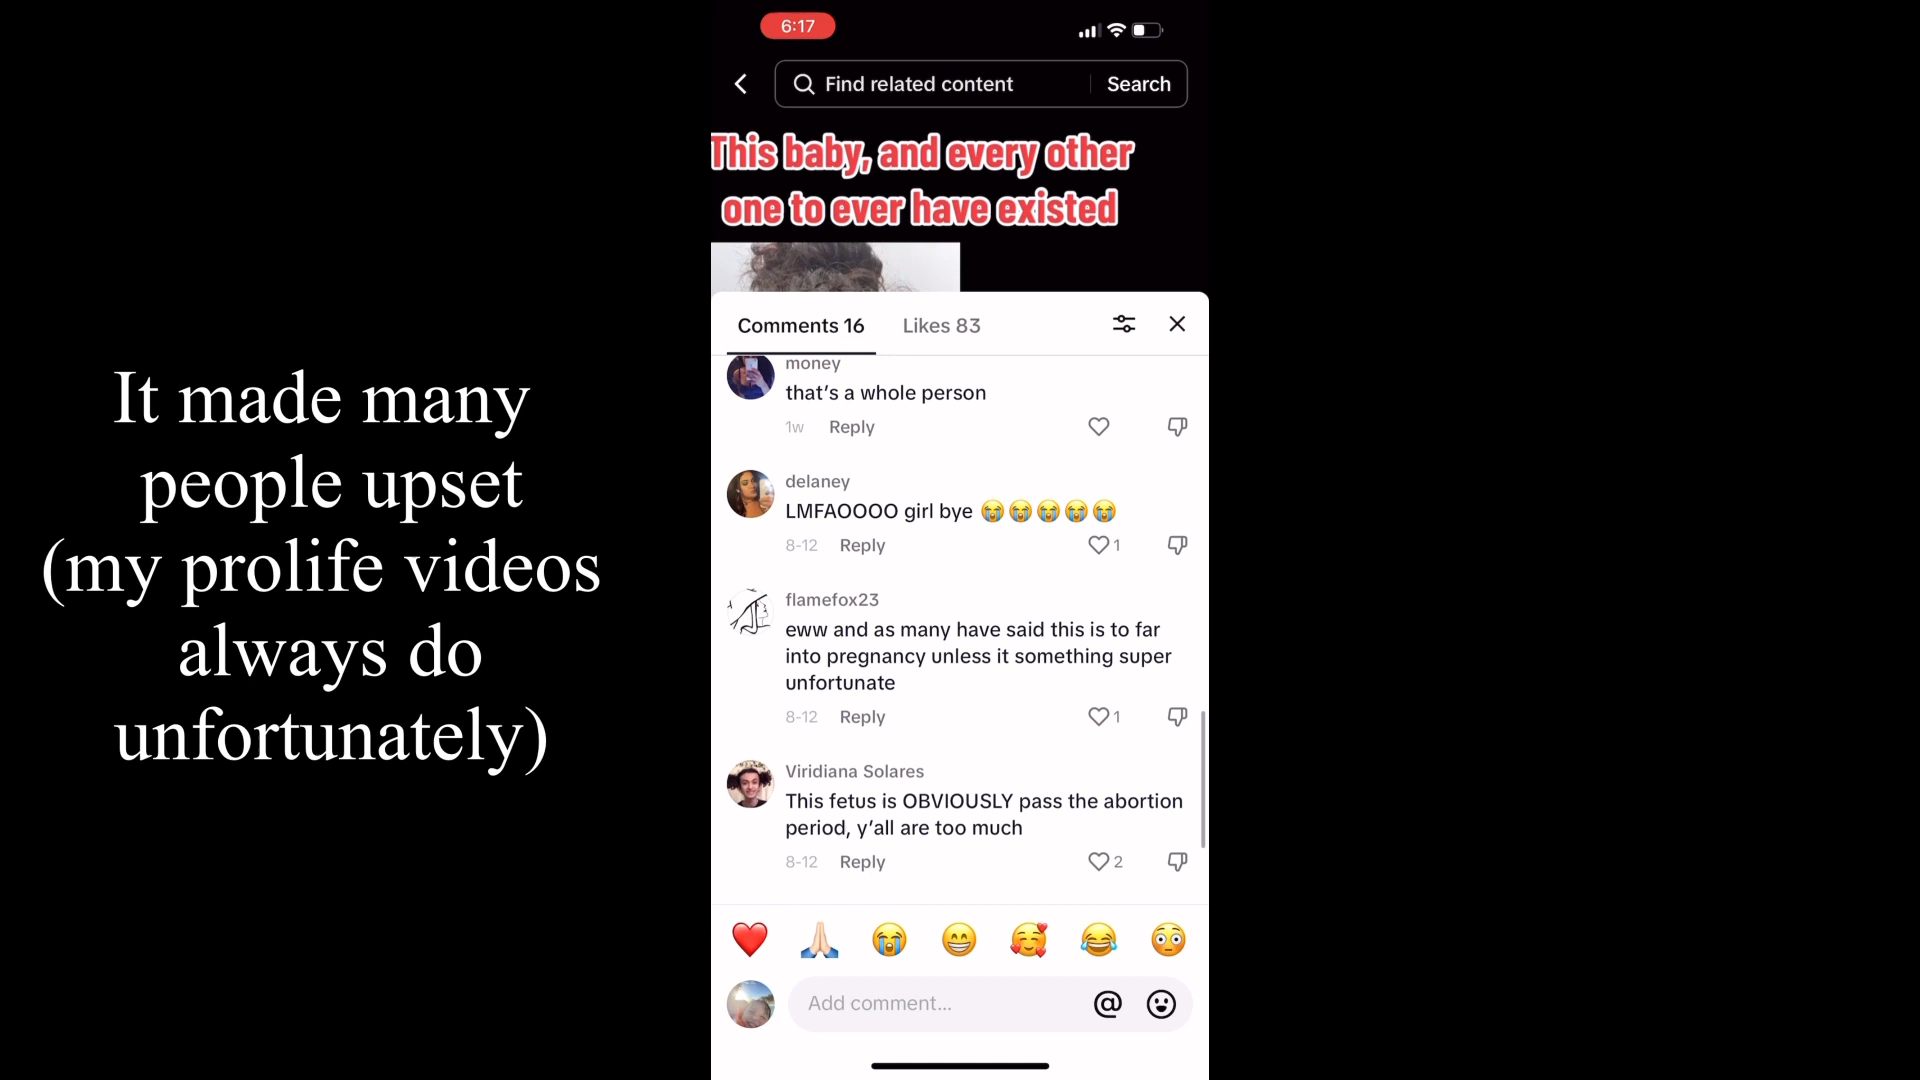 It made many
people upset
(my prolife videos
always do
unfortunately)
6:17
Find related content
Search
This baby, and every other
one to ever have existed
Comments 16
Likes 83
money
that's a whole person
1w Reply
delaney
LMFAOOOO girl bye 😭😭😭😭😭
8-12 Reply 1
flamefox23
eww and as many have said this is to far
into pregnancy unless it something super
unfortunate
8-12 Reply 1
Viridiana Solares
This fetus is OBVIOUSLY pass the abortion
period, y'all are too much
8-12 Reply 2
Add comment...
@